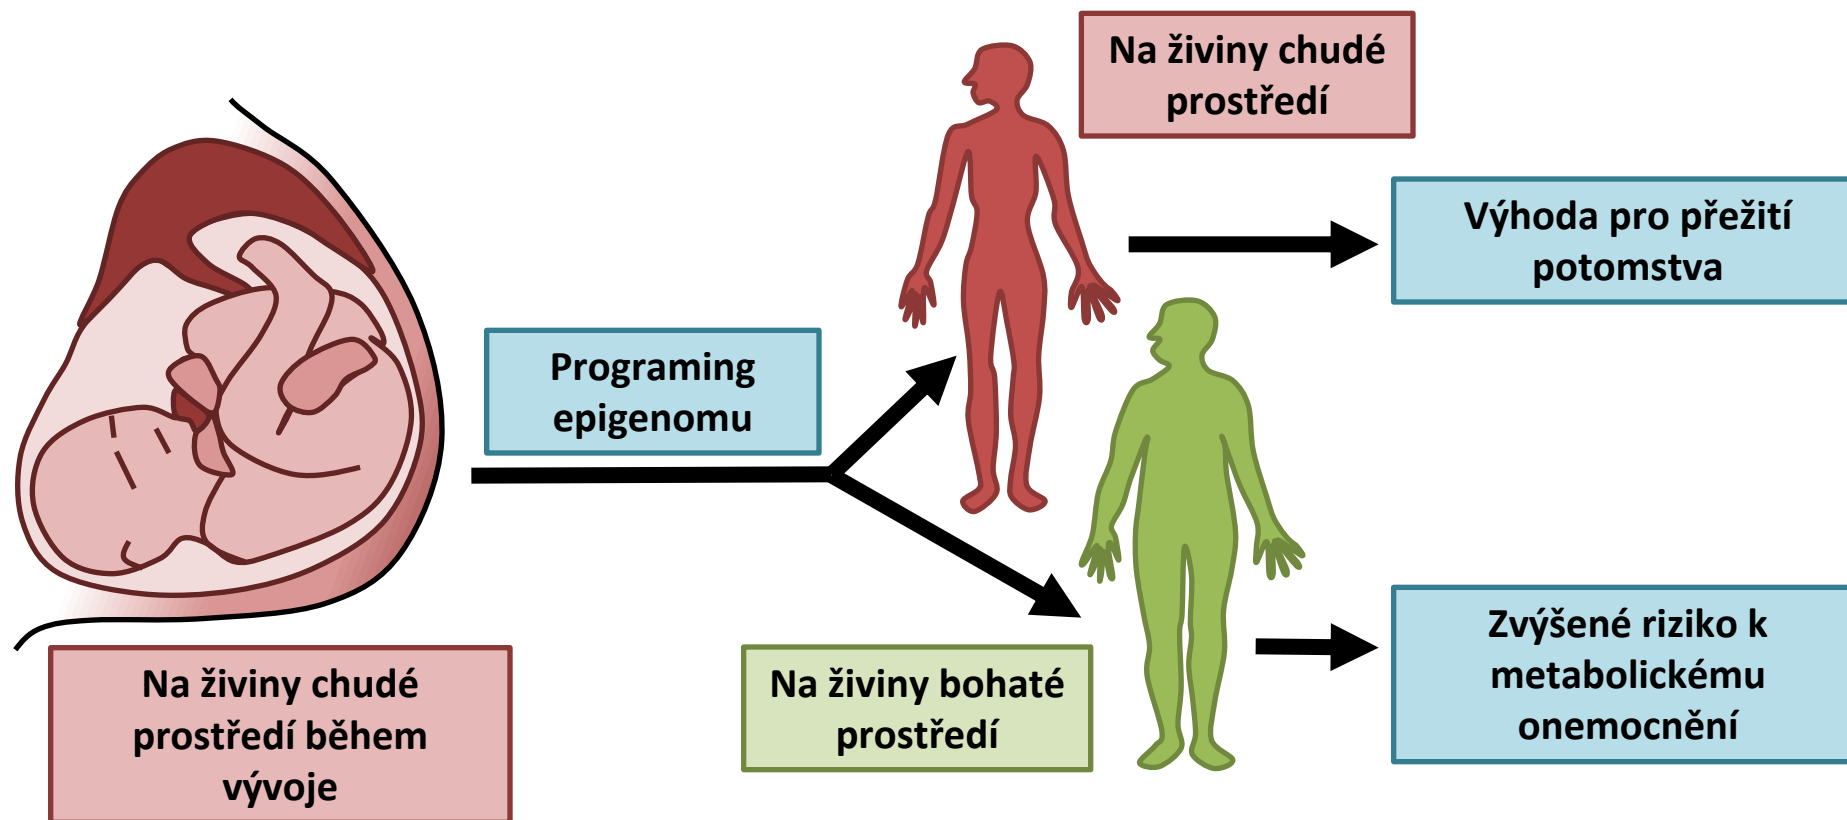 Na živiny chudé
prostředí
Výhoda pro přežití
potomstva
Programing
epigenomu
Na živiny chudé
prostředí během
vývoje
Na živiny bohaté
prostředí
Zvýšené riziko k
metabolickému
onemocnění